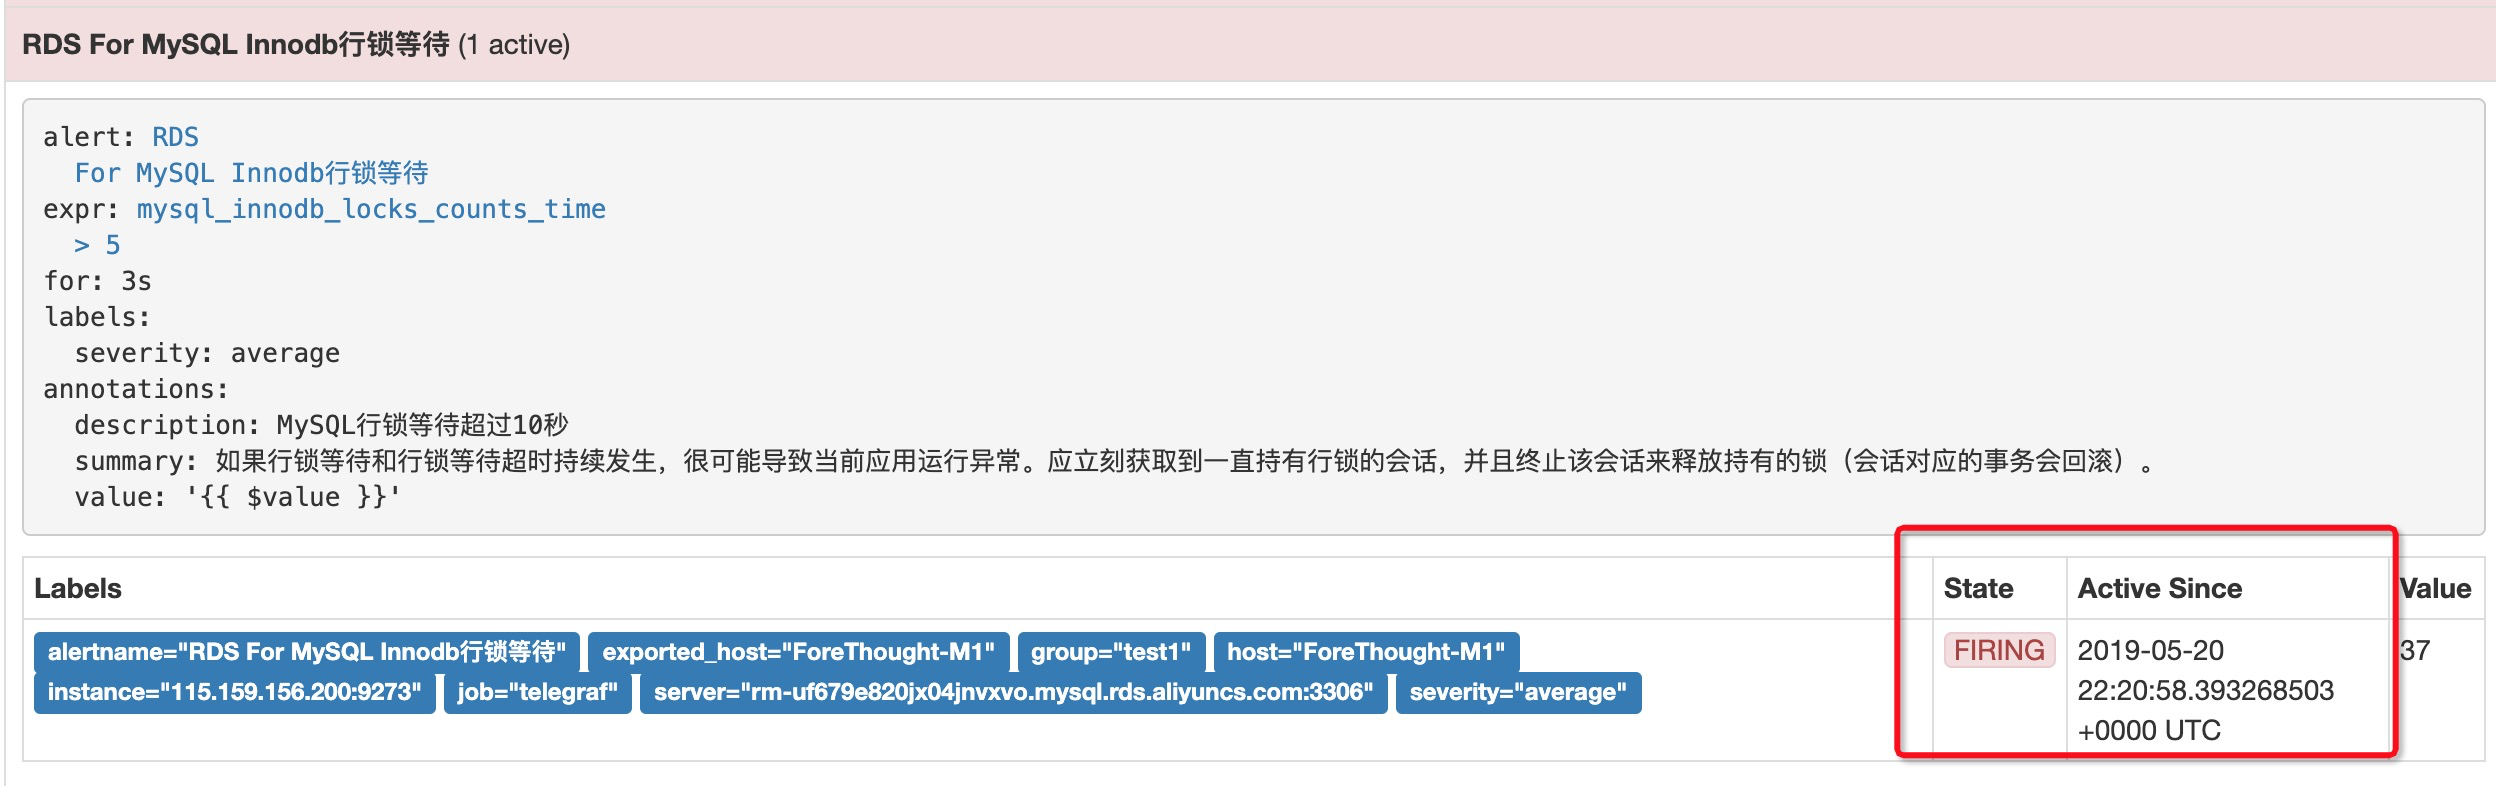 RDS For MySQL Innodb行锁等待 (1 active)
alert: RDS
For MySQL Innodb行锁等待
expr: mysql_innodb_locks_counts_time
> 5
for: 3s
labels:
severity: average
annotations:
description: MySQL行锁等待超过10秒
summary: 如果行锁等待和行锁等待超时持续发生，很可能导致当前应用运行异常。应立刻获取到一直持有行锁的会话，并且终止该会话来释放持有的锁（会话对应的事务会回滚）。
value: '{{ $value }}'
Labels State Active Since Value
alertname="RDS For MySQL Innodb行锁等待" exported_host="ForeThought-M1" group="test1" host="ForeThought-M1" FIRING 2019-05-20 37
instance="115.159.156.200:9273" job="telegraf" server="rm-uf679e820jx04jnvxvo.mysql.rds.aliyuncs.com:3306" severity="average" 22:20:58.393268503
+0000 UTC